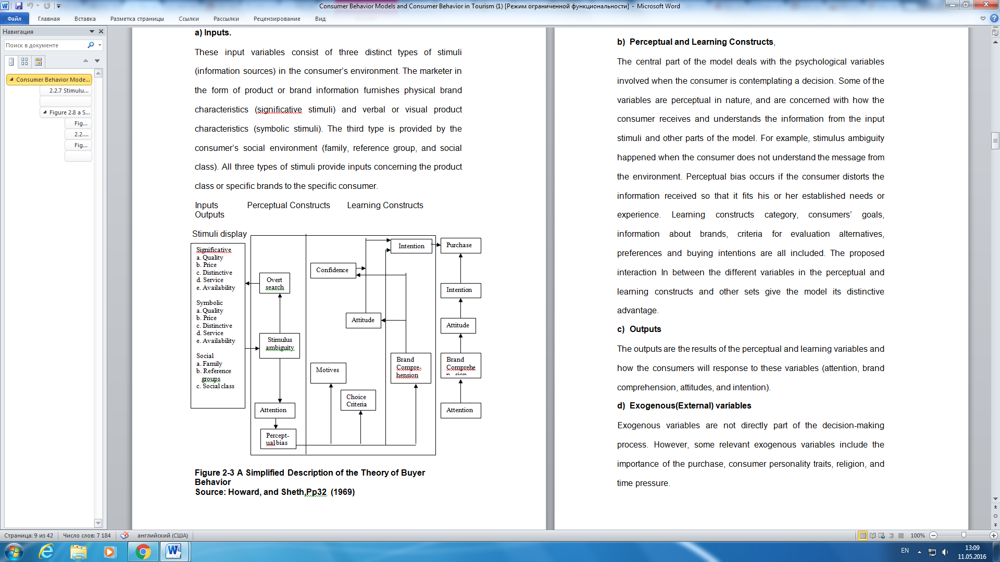 Consumer Behavior Models and Consumer Behavior in Tourism (1) [Режим ограниченной функциональности] - Microsoft Word
Файл Главная Вставка Разметка страницы Ссылки Рассылки Рецензирование Вид
Навигация
Поиск в документе
Consumer Behavior Mode...
2.2.7 Stimulu...
Figure 2.8 a S...
Fig...
2.2....
Fig...
a) Inputs.
These input variables consist of three distinct types of stimuli
(information sources) in the consumer's environment. The marketer in
the form of product or brand information furnishes physical brand
characteristics (significative stimuli) and verbal or visual product
characteristics (symbolic stimuli). The third type is provided by the
consumer's social environment (family, reference group, and social
class). All three types of stimuli provide inputs concerning the product
class or specific brands to the specific consumer.
Inputs Perceptual Constructs Learning Constructs
Outputs
Stimuli display
Significative
a. Quality
b. Price
c. Distinctive
d. Service
e. Availability
Symbolic
a. Quality
b. Price
c. Distinctive
d. Service
e. Availability
Social
a. Family
b. Reference
groups
c. Social class
Overt
search
Stimulus
ambiguity
Attention
Percept-
ual bias
Confidence
Motives
Choice
Criteria
Attitude
Intention
Brand
Compre-
hension
Purchase
Intention
Attitude
Brand
Comprehe
n sion
Attention
Figure 2-3 A Simplified Description of the Theory of Buyer
Behavior
Source: Howard, and Sheth,Pp32 (1969)
b) Perceptual and Learning Constructs,
The central part of the model deals with the psychological variables
involved when the consumer is contemplating a decision. Some of the
variables are perceptual in nature, and are concerned with how the
consumer receives and understands the information from the input
stimuli and other parts of the model. For example, stimulus ambiguity
happened when the consumer does not understand the message from
the environment. Perceptual bias occurs if the consumer distorts the
information received so that it fits his or her established needs or
experience. Learning constructs category, consumers' goals,
information about brands, criteria for evaluation alternatives,
preferences and buying intentions are all included. The proposed
interaction In between the different variables in the perceptual and
learning constructs and other sets give the model its distinctive
advantage.
c) Outputs
The outputs are the results of the perceptual and learning variables and
how the consumers will response to these variables (attention, brand
comprehension, attitudes, and intention).
d) Exogenous(External) variables
Exogenous variables are not directly part of the decision-making
process. However, some relevant exogenous variables include the
importance of the purchase, consumer personality traits, religion, and
time pressure.
Страница: 9 из 42 Число слов: 7 184 английский (США) 100%
EN 13:09
11.05.2016